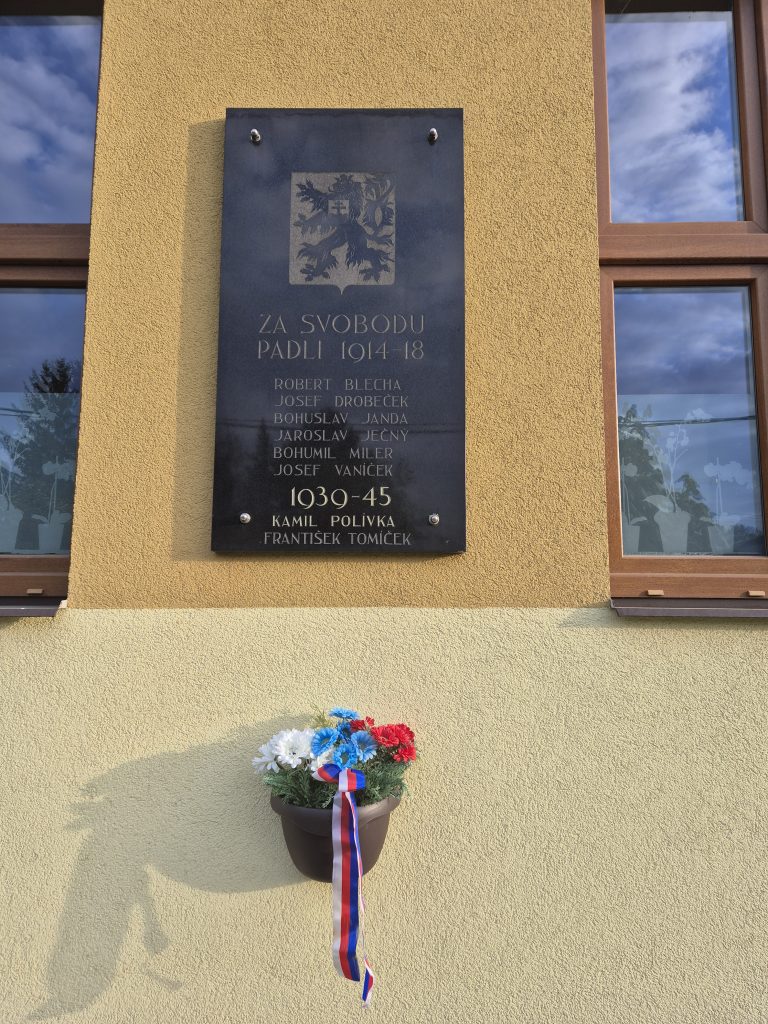 ZA SVOBODU
PADLI 1914-18
ROBERT BLECHA
JOSEF DROBEČEK
BOHUSLAV JANDA
JAROSLAV JEČNÝ
BOHUMIL MILER
JOSEF VANÍČEK
1939-45
KAMIL POLÍVKA
FRANTIŠEK TOMÍČEK